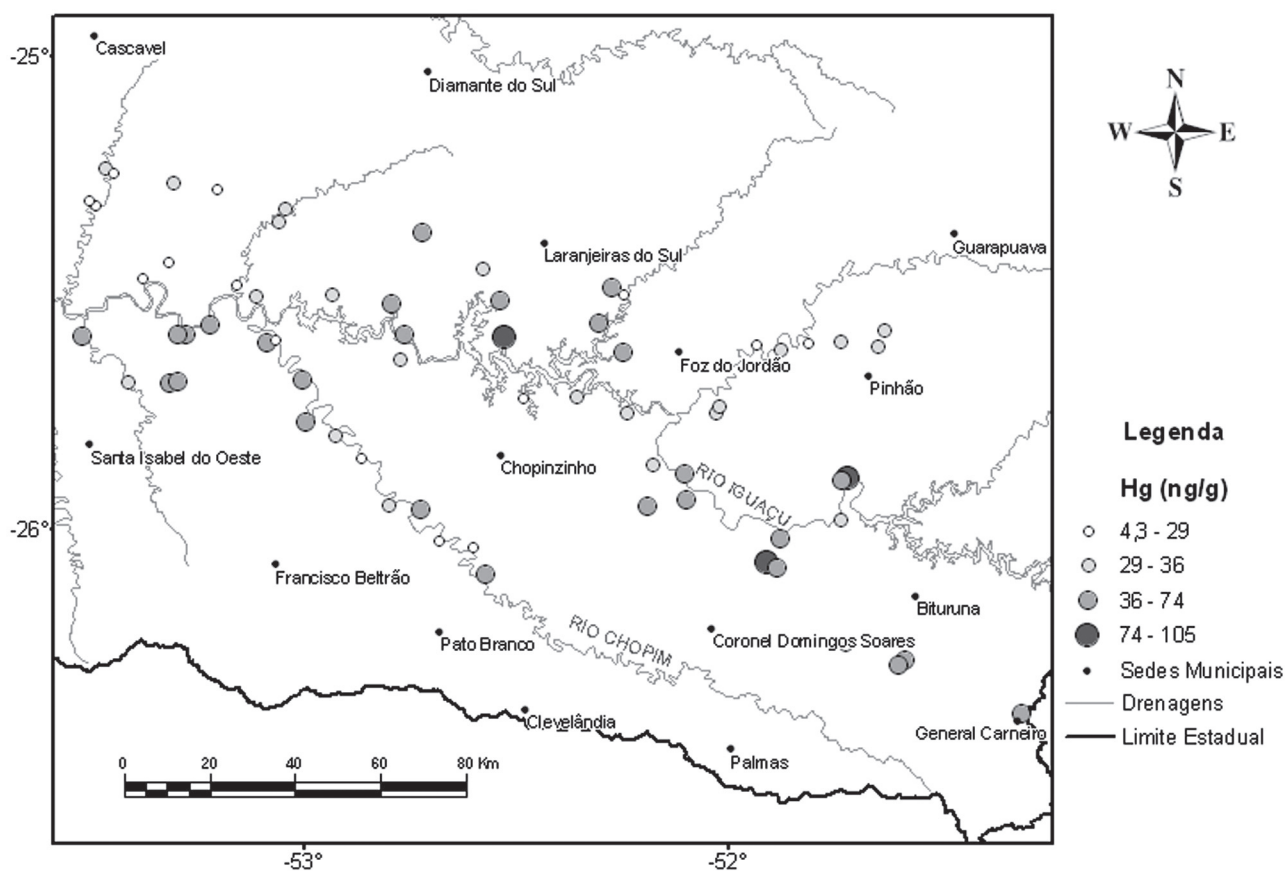 -25°
-26°
-53°
-52°
Cascavel
Diamante do Sul
Laranjeiras do Sul
Guarapuava
Foz do Jordão
Pinhão
Santa Isabel do Oeste
Chopinzinho
RIO IGUAÇU
Francisco Beltrão
Bituruna
Pato Branco
RIO CHOPIM
Coronel Domingos Soares
Clevelândia
General Carneiro
Palmas
0 20 40 60 80 Km
N
W E
S
Legenda
Hg (ng/g)
4,3 - 29
29 - 36
36 - 74
74 - 105
Sedes Municipais
Drenagens
Limite Estadual